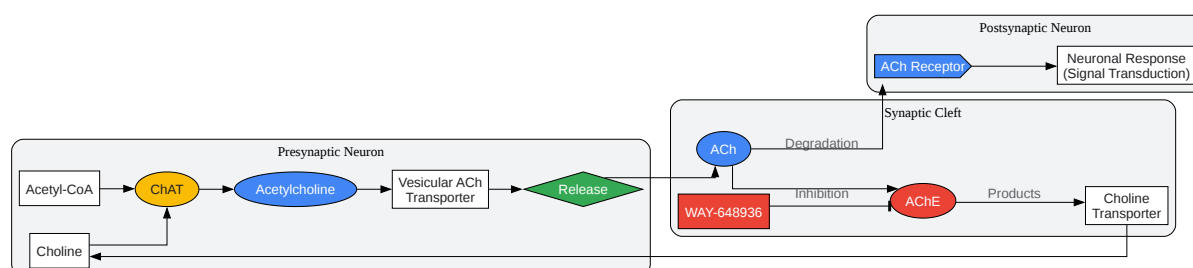 Postsynaptic Neuron
ACh Receptor
Neuronal Response
(Signal Transduction)
Synaptic Cleft
ACh
Degradation
Inhibition
WAY-648936
AChE
Products
Choline
Transporter
Presynaptic Neuron
Acetyl-CoA
ChAT
Acetylcholine
Vesicular ACh
Transporter
Release
Choline